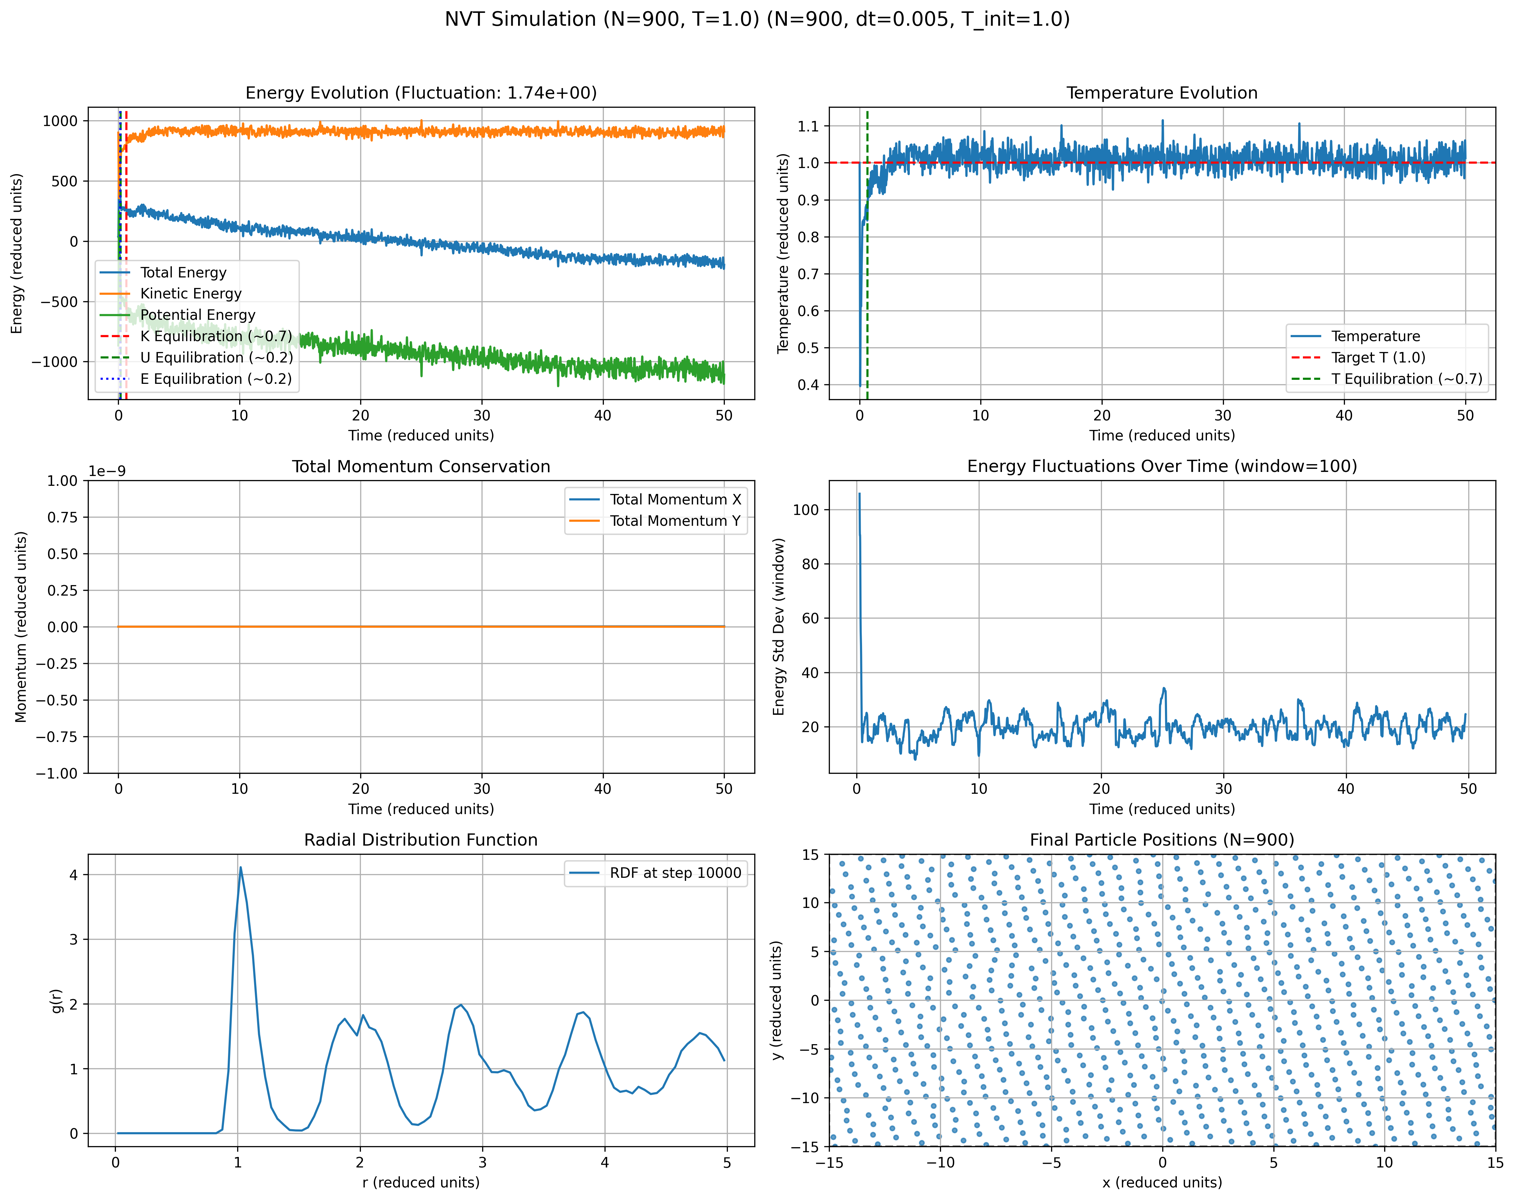 NVT Simulation (N=900, T=1.0) (N=900, dt=0.005, T_init=1.0)
Energy Evolution (Fluctuation: 1.74e+00)
Energy (reduced units)
1000
500
0
−500
−1000
Total Energy
Kinetic Energy
Potential Energy
K Equilibration (~0.7)
U Equilibration (~0.2)
E Equilibration (~0.2)
0 10 20 30 40 50
Time (reduced units)
Temperature Evolution
Temperature (reduced units)
1.1
1.0
0.9
0.8
0.7
0.6
0.5
0.4
Temperature
Target T (1.0)
T Equilibration (~0.7)
0 10 20 30 40 50
Time (reduced units)
Total Momentum Conservation
1e−9
Momentum (reduced units)
1.00
0.75
0.50
0.25
0.00
−0.25
−0.50
−0.75
−1.00
Total Momentum X
Total Momentum Y
0 10 20 30 40 50
Time (reduced units)
Energy Fluctuations Over Time (window=100)
Energy Std Dev (window)
100
80
60
40
20
0 10 20 30 40 50
Time (reduced units)
Radial Distribution Function
g(r)
4
3
2
1
0
RDF at step 10000
0 1 2 3 4 5
r (reduced units)
Final Particle Positions (N=900)
y (reduced units)
15
10
5
0
−5
−10
−15
−15 −10 −5 0 5 10 15
x (reduced units)